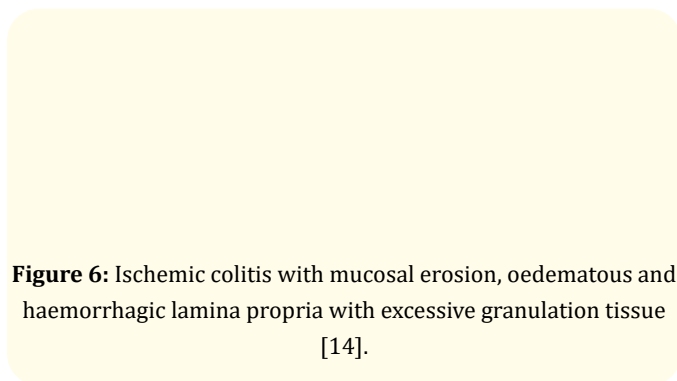 Figure 6: Ischemic colitis with mucosal erosion, oedematous and
haemorrhagic lamina propria with excessive granulation tissue
[14].